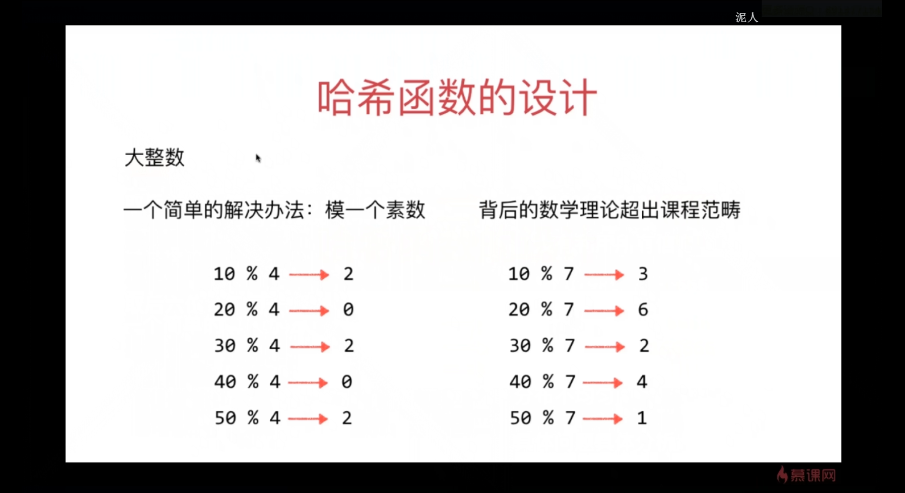 泥人
哈希函数的设计
大整数
一个简单的解决办法：模一个素数 背后的数学理论超出课程范畴
10 % 4 → 2 10 % 7 → 3
20 % 4 → 0 20 % 7 → 6
30 % 4 → 2 30 % 7 → 2
40 % 4 → 0 40 % 7 → 4
50 % 4 → 2 50 % 7 → 1
慕课网